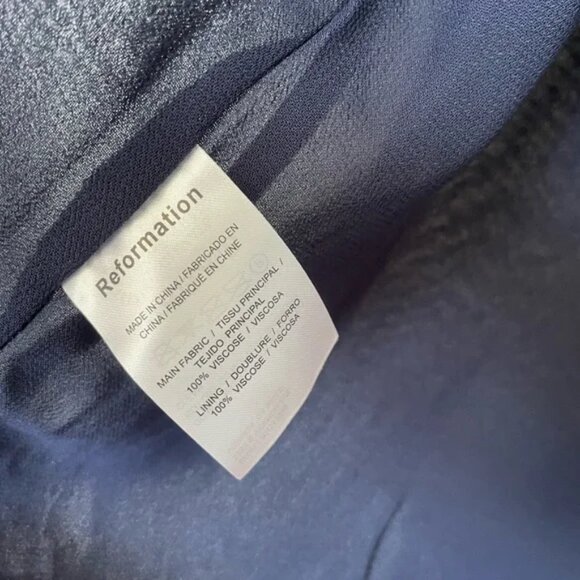 Reformation
MADE IN CHINA / FABRICADO EN
CHINA / FABRIQUÉ EN CHINE
MAIN FABRIC / TISSU PRINCIPAL /
TEJIDO PRINCIPAL
100% VISCOSE / VISCOSA
LINING / DOUBLURE / FORRO
100% VISCOSE / VISCOSA